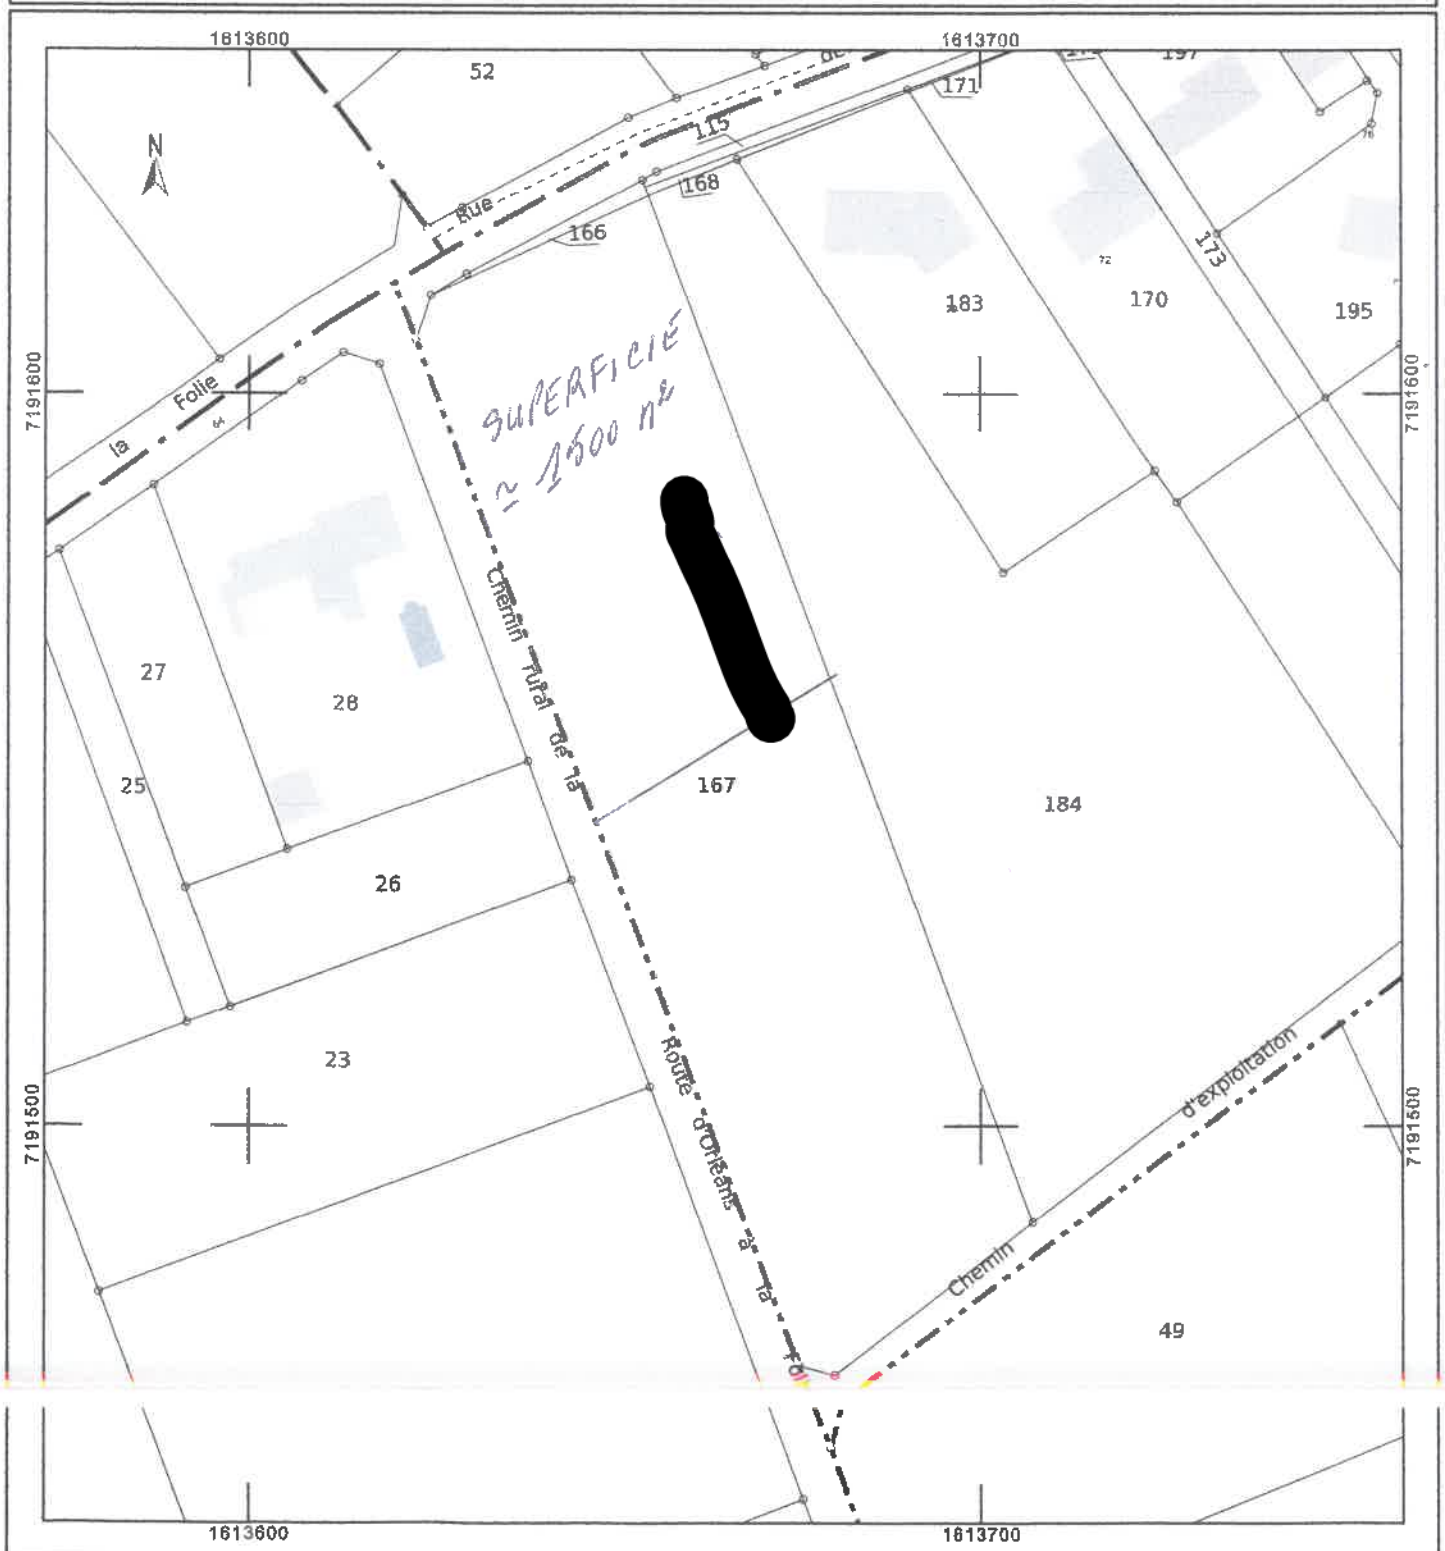 1613600
1613700
52
de
197
171
115
N
168
Rue
166
173
72
183
170
195
SUPERFICIE
≃ 1500 m²
7191600
7191600
Folie
la
Chemin rural de la
27
28
25
167
184
26
23
Route d'Orléans à la Fol
d'exploitation
7191500
7191500
Chemin
49
1613600
1613700